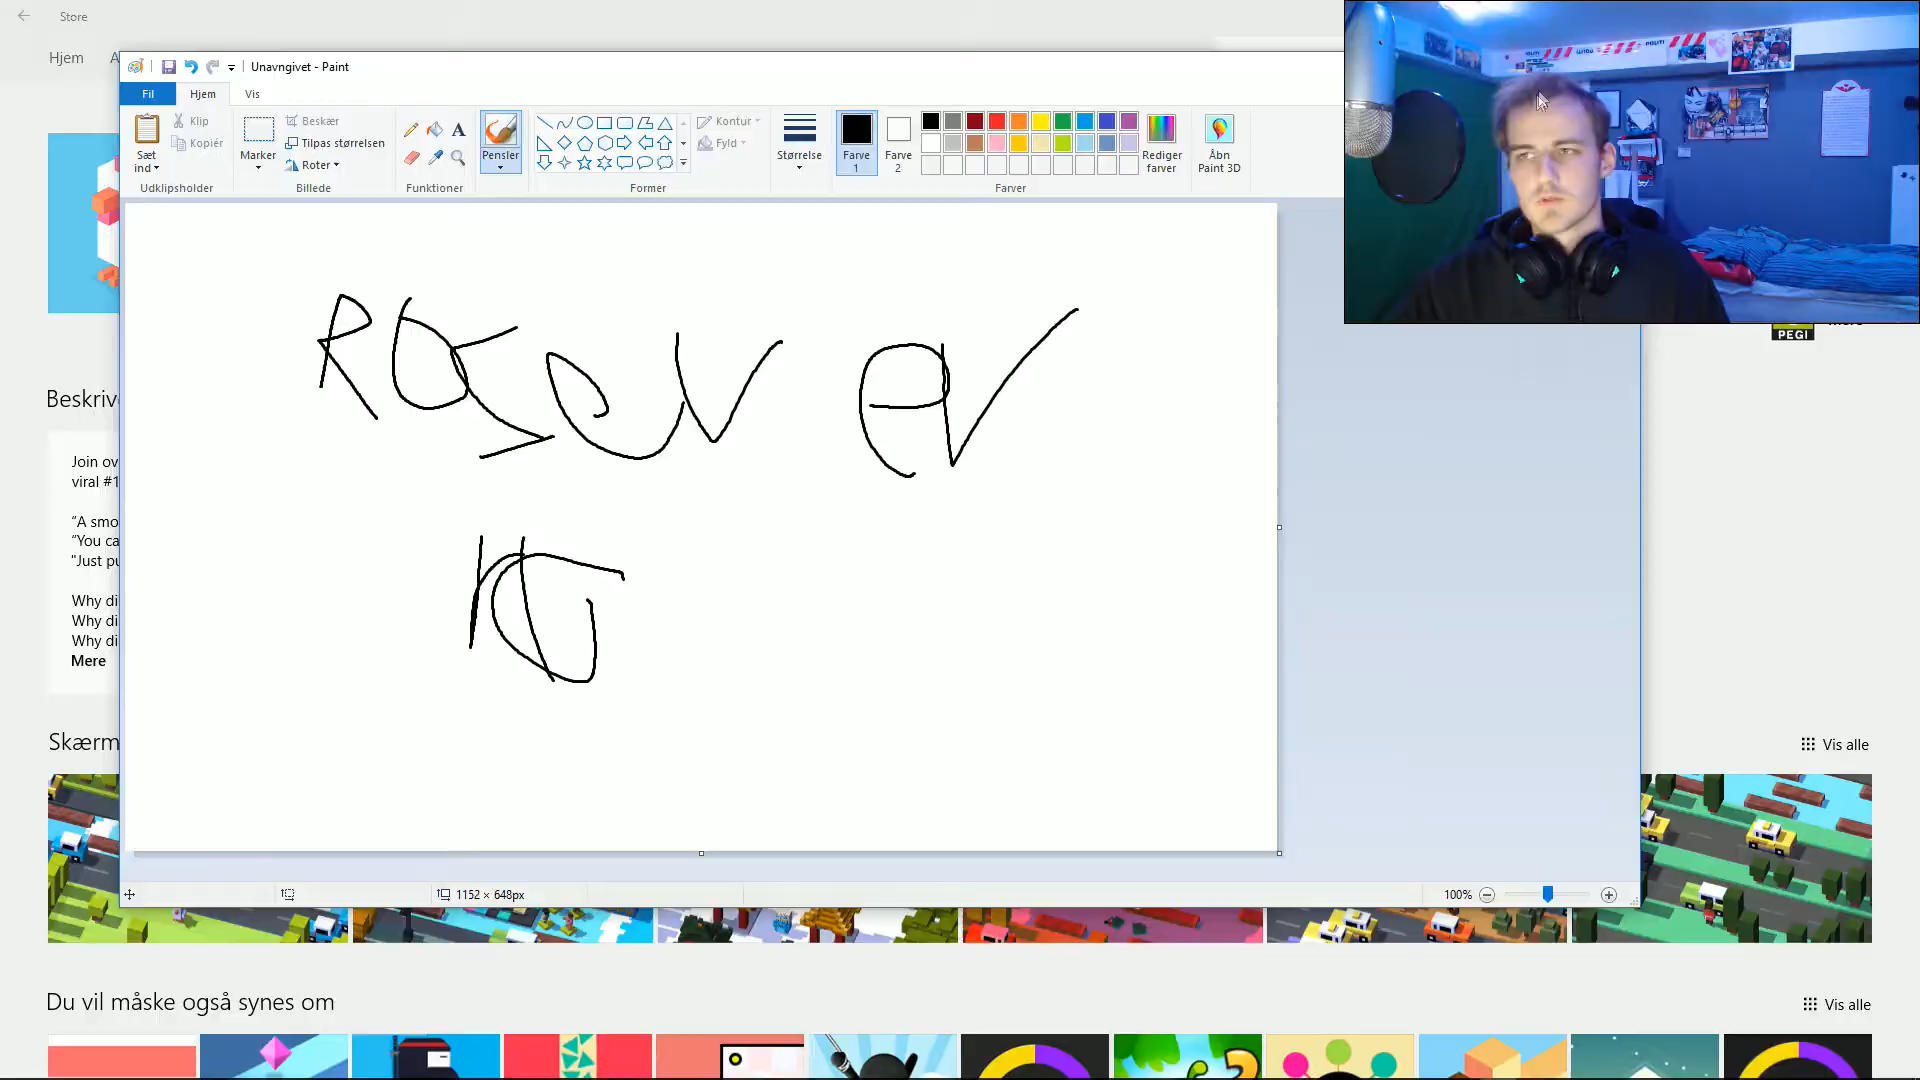 Store
Hjem A
Unavngivet - Paint
Fil Hjem Vis
Sæt ind
Klip
Kopiér
Udklipsholder
Marker
Beskær
Tilpas størrelsen
Roter
Billede
Funktioner
Pensler
Kontur
Fyld
Former
Størrelse
Farve 1
Farve 2
Rediger farver
Farver
Åbn Paint 3D
POLITI
PEGI
Beskrive
Join ov
viral #1
“A smo
“You ca
"Just pu
Why di
Why di
Why di
Mere
Skærm
Vis alle
1152 × 648px
100%
Du vil måske også synes om
Vis alle